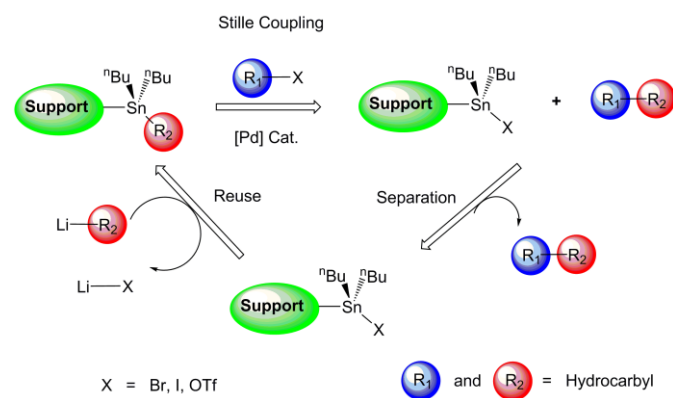 Stille Coupling
ⁿBu ⁿBu
Support Sn R₂
R₁ X
[Pd] Cat.
ⁿBu ⁿBu
Support Sn X
+
R₁ R₂
Reuse
Separation
Li R₂
Li X
R₁ R₂
ⁿBu ⁿBu
Support Sn X
X = Br, I, OTf
R₁ and R₂ = Hydrocarbyl